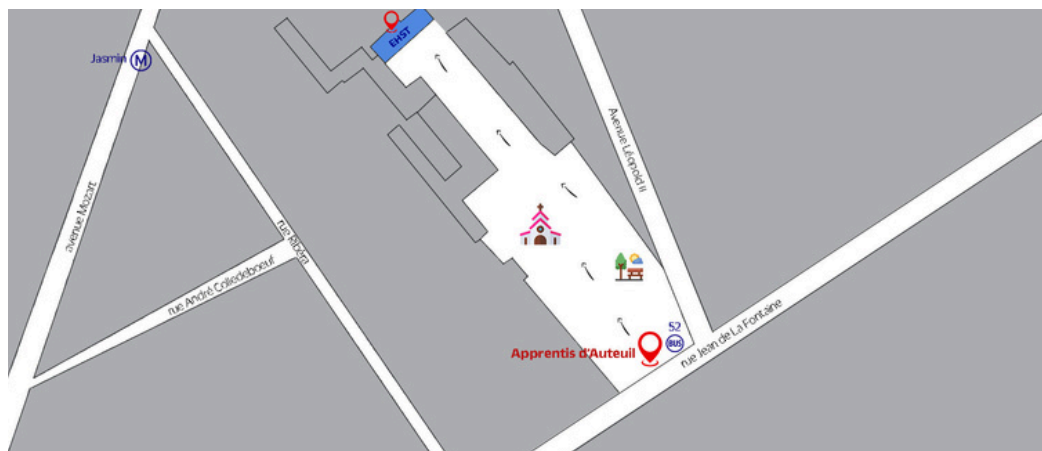 EHST
Jasmin M
Avenue Léopold II
avenue Mozart
rue Ribéra
rue André Colledeboeuf
52
BUS
Apprentis d'Auteuil
rue Jean de La Fontaine